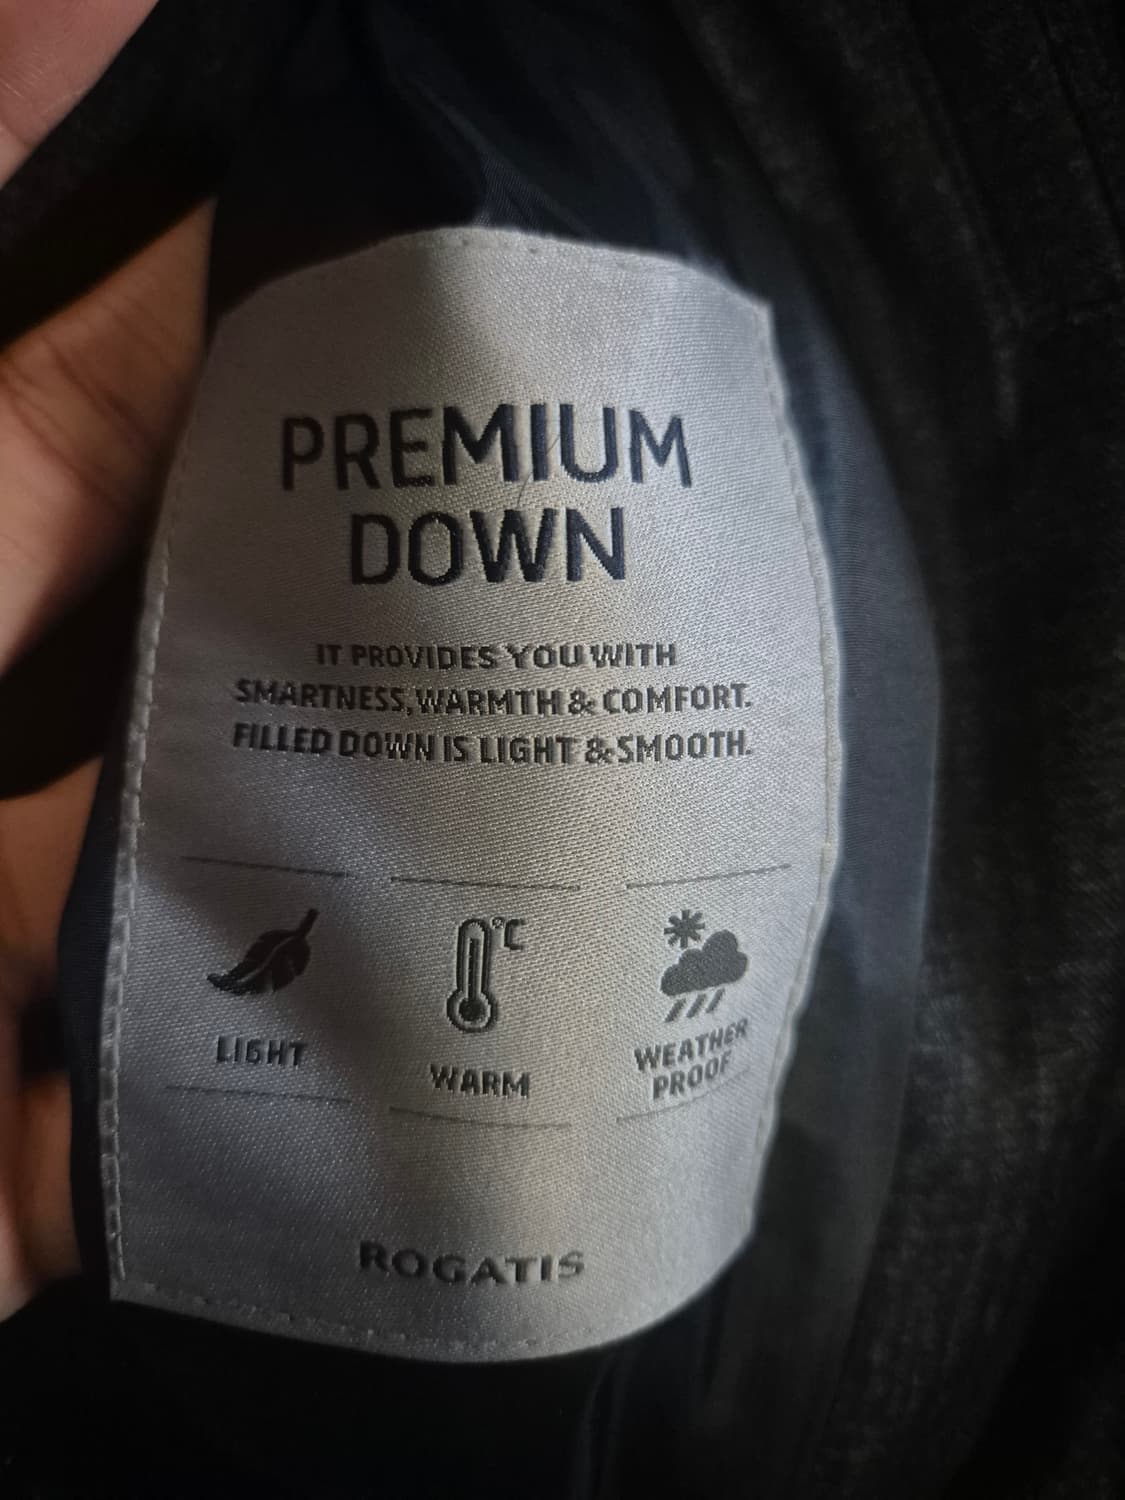 PREMIUM
DOWN
IT PROVIDES YOU WITH
SMARTNESS, WARMTH & COMFORT.
FILLED DOWN IS LIGHT & SMOOTH.
°C
LIGHT
WARM
WEATHER
PROOF
ROGATIS